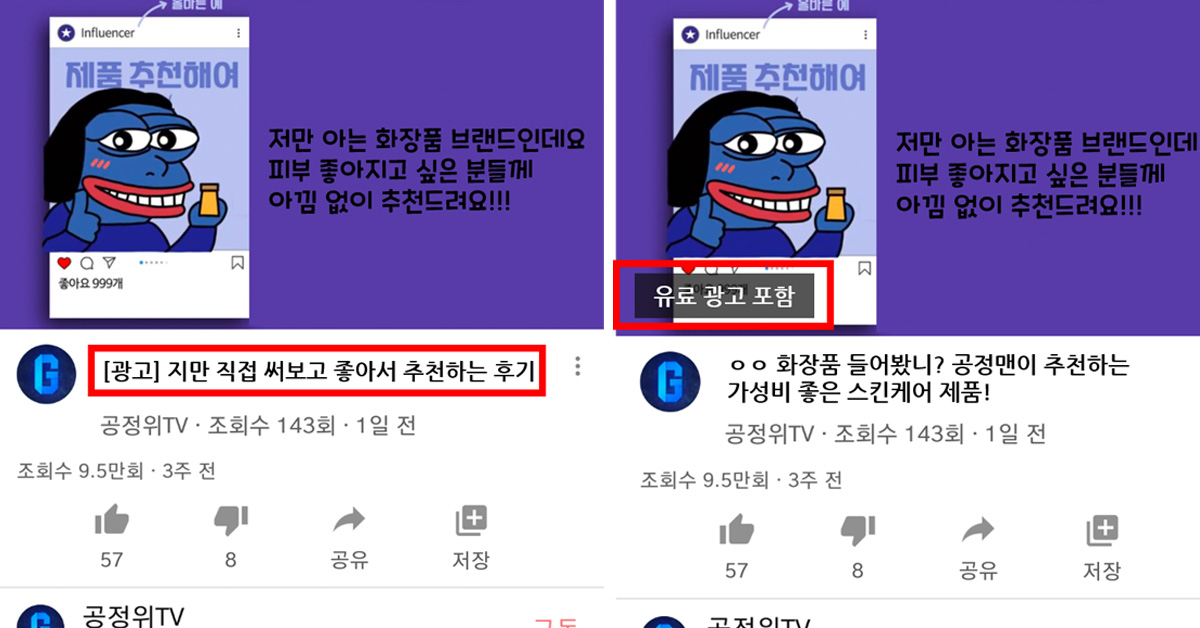 올바른 예
Influencer
제품 추천해여
저만 아는 화장품 브랜드인데요
피부 좋아지고 싶은 분들께
아낌 없이 추천드려요!!!
좋아요 999개
[광고] 지만 직접 써보고 좋아서 추천하는 후기
공정위TV · 조회수 143회 · 1일 전
조회수 9.5만회 · 3주 전
57
8
공유
저장
공정위TV
구독
올바른 예
Influencer
제품 추천해여
저만 아는 화장품 브랜드인데
피부 좋아지고 싶은 분들께
아낌 없이 추천드려요!!!
유료 광고 포함
ㅇㅇ 화장품 들어봤니? 공정맨이 추천하는
가성비 좋은 스킨케어 제품!
공정위TV · 조회수 143회 · 1일 전
조회수 9.5만회 · 3주 전
57
8
공유
저장
공정위TV